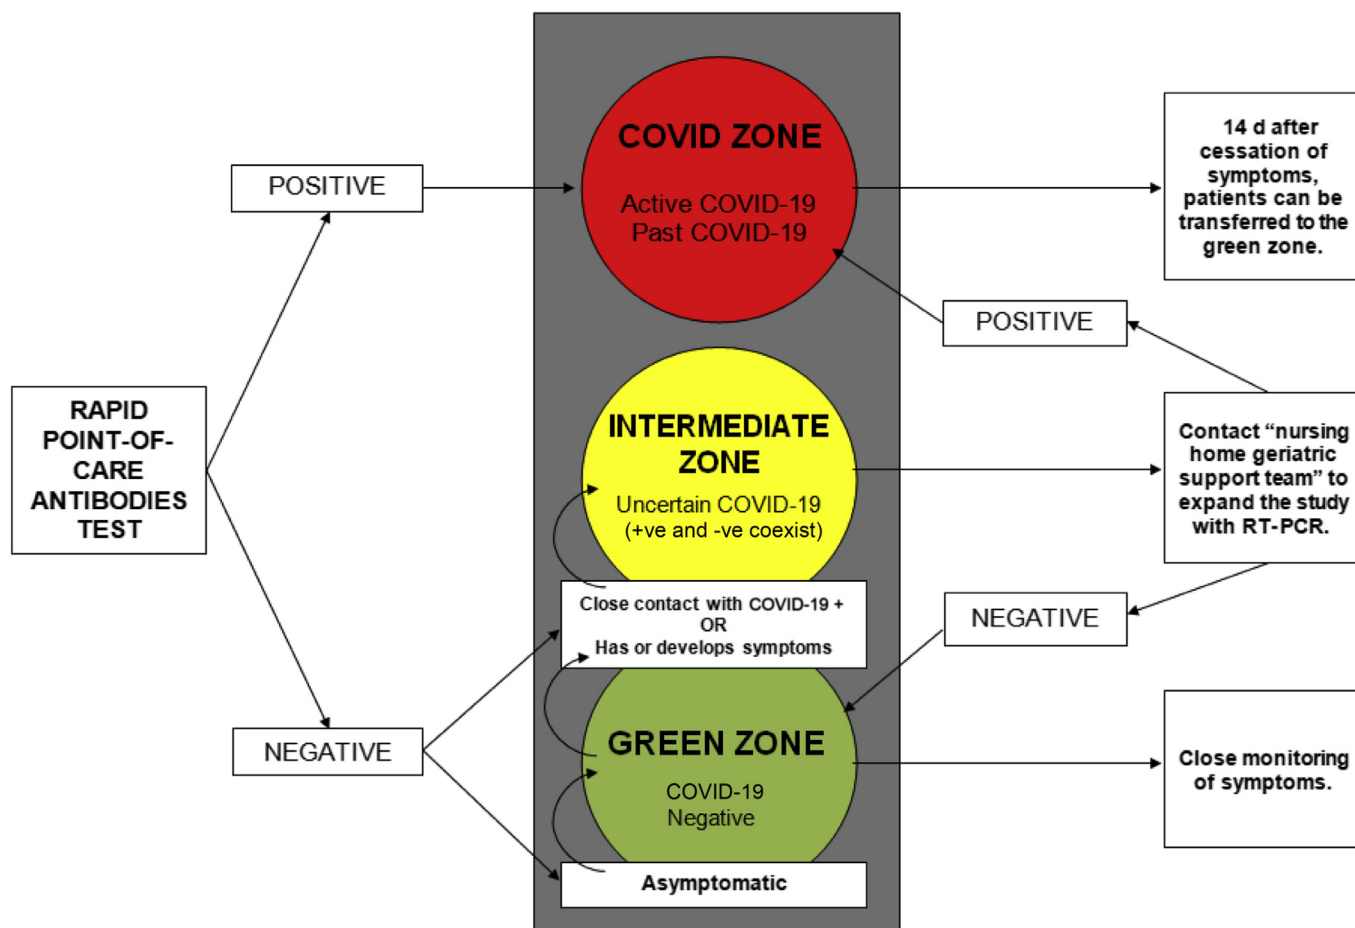 RAPID
POINT-OF-
CARE
ANTIBODIES
TEST
POSITIVE
NEGATIVE
COVID ZONE
Active COVID-19
Past COVID-19
INTERMEDIATE
ZONE
Uncertain COVID-19
(+ve and -ve coexist)
Close contact with COVID-19 +
OR
Has or develops symptoms
GREEN ZONE
COVID-19
Negative
Asymptomatic
14 d after
cessation of
symptoms,
patients can be
transferred to the
green zone.
POSITIVE
Contact “nursing
home geriatric
support team” to
expand the study
with RT-PCR.
NEGATIVE
Close monitoring
of symptoms.